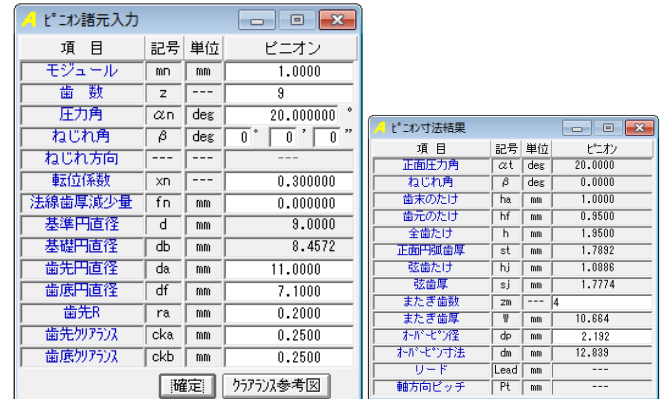 ﾋﾟﾆｵﾝ諸元入力
項 目 記号 単位 ピニオン
モジュール mn mm 1.0000
歯 数 z --- 9
圧力角 αn deg 20.000000 °
ねじれ角 β deg 0 ° 0 ' 0 "
ねじれ方向 --- --- ---
転位係数 xn --- 0.300000
法線歯厚減少量 fn mm 0.000000
基準円直径 d mm 9.0000
基礎円直径 db mm 8.4572
歯先円直径 da mm 11.0000
歯底円直径 df mm 7.1000
歯先R ra mm 0.2000
歯先ｸﾘｱﾗﾝｽ cka mm 0.2500
歯底ｸﾘｱﾗﾝｽ ckb mm 0.2500
確定 ｸﾘｱﾗﾝｽ参考図
ﾋﾟﾆｵﾝ寸法結果
項 目 記号 単位 ﾋﾟﾆｵﾝ
正面圧力角 αt deg 20.0000
ねじれ角 β deg 0.0000
歯末のたけ ha mm 1.0000
歯元のたけ hf mm 0.9500
全歯たけ h mm 1.9500
正面円弧歯厚 st mm 1.7892
弦歯たけ hj mm 1.0886
弦歯厚 sj mm 1.7774
またぎ歯数 zm --- 4
またぎ歯厚 W mm 10.664
ｵｰﾊﾞｰﾋﾟﾝ径 dp mm 2.192
ｵｰﾊﾞｰﾋﾟﾝ寸法 dm mm 12.839
リード Lead mm ---
軸方向ピッチ Pt mm ---